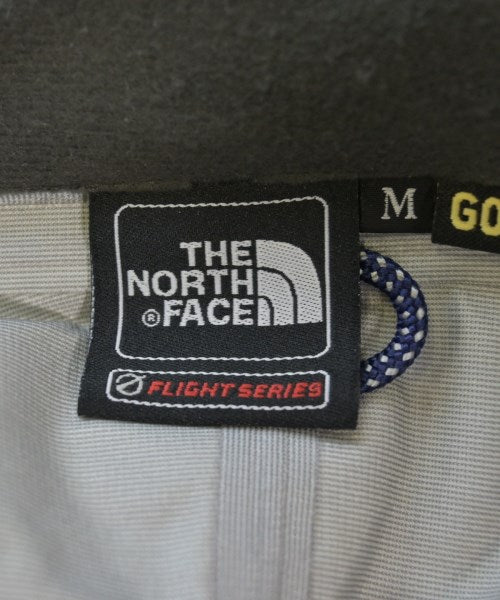 THE
NORTH
® FACE
FLIGHT SERIES
M
GO